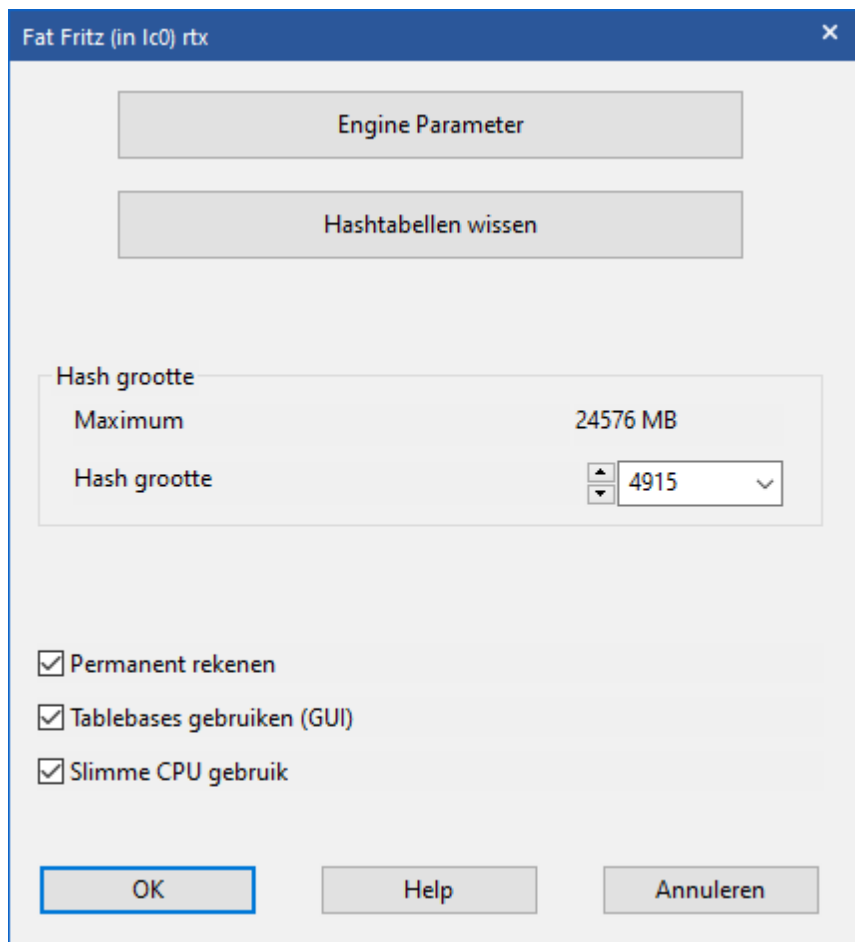 Fat Fritz (in lc0) rtx
Engine Parameter
Hashtabellen wissen
Hash grootte
Maximum 24576 MB
Hash grootte 4915
Permanent rekenen
Tablebases gebruiken (GUI)
Slimme CPU gebruik
OK Help Annuleren